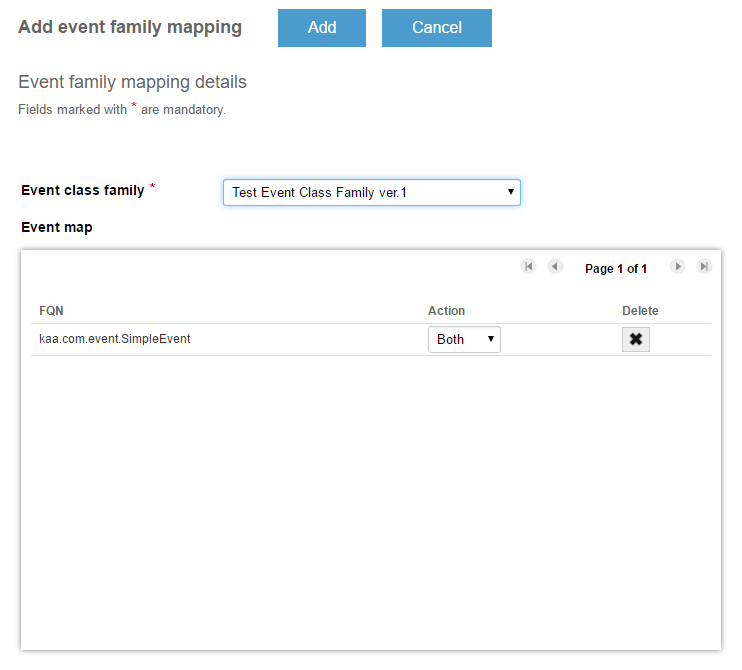 Add event family mapping Add Cancel
Event family mapping details
Fields marked with * are mandatory.
Event class family * Test Event Class Family ver.1
Event map
Page 1 of 1
FQN Action Delete
kaa.com.event.SimpleEvent Both